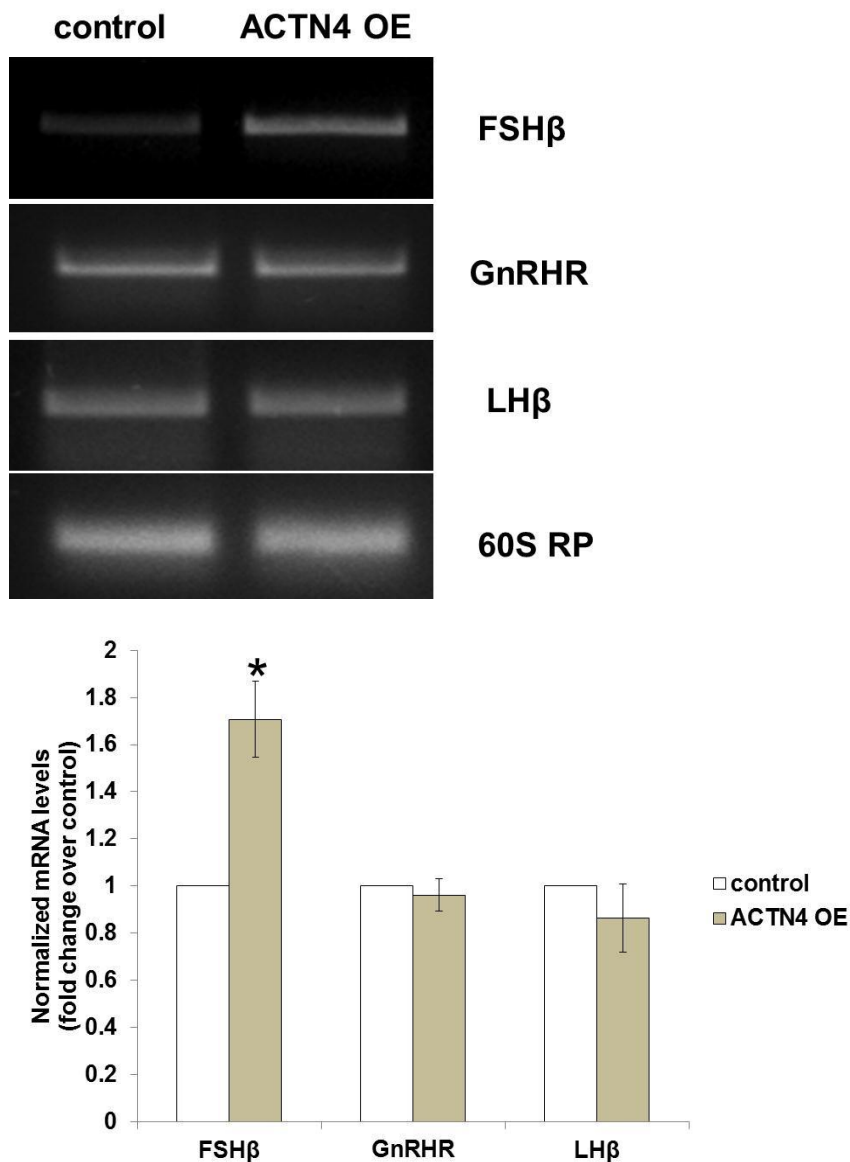 control ACTN4 OE
FSHβ
GnRHR
LHβ
60S RP
Normalized mRNA levels
(fold change over control)
2
*
1.8
1.6
1.4
1.2
1
0.8
0.6
0.4
0.2
0
control
ACTN4 OE
FSHβ GnRHR LHβ